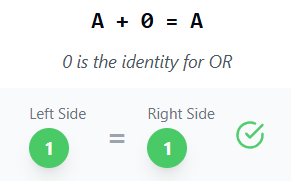 A + 0 = A
0 is the identity for OR
Left Side
Right Side
1 = 1